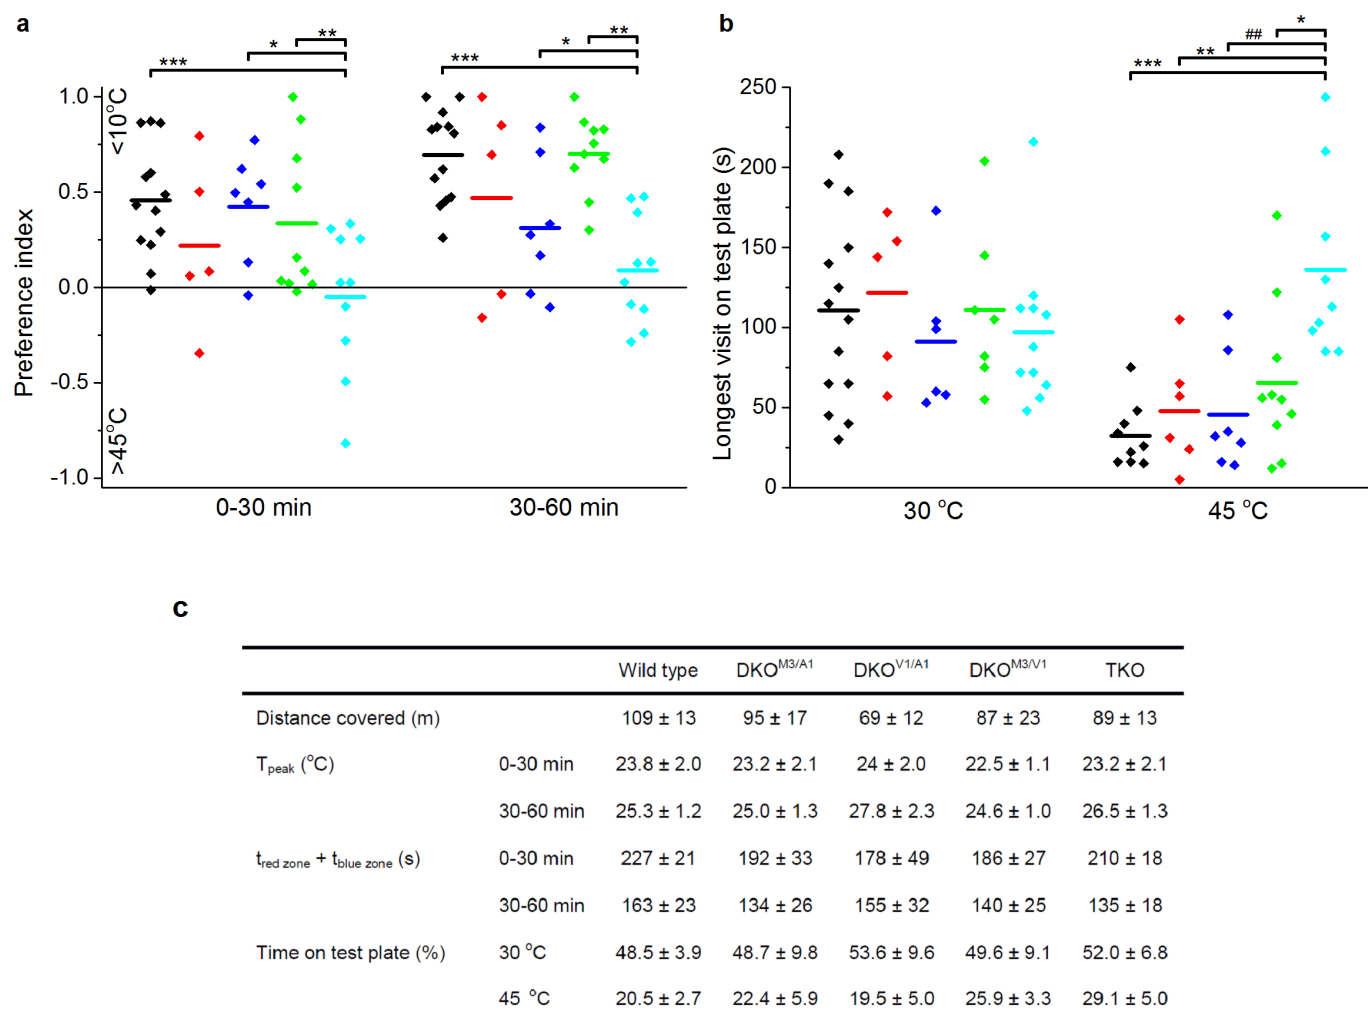 a
***
*
**
***
*
**
1.0
0.5
0.0
-0.5
-1.0
<10°C
>45°C
Preference index
0-30 min
30-60 min
b
***
**
##
*
250
200
150
100
50
0
Longest visit on test plate (s)
30 °C
45 °C
c
Wild type DKO^M3/A1 DKO^V1/A1 DKO^M3/V1 TKO
Distance covered (m) 109 ± 13 95 ± 17 69 ± 12 87 ± 23 89 ± 13
T_peak (°C) 0-30 min 23.8 ± 2.0 23.2 ± 2.1 24 ± 2.0 22.5 ± 1.1 23.2 ± 2.1
30-60 min 25.3 ± 1.2 25.0 ± 1.3 27.8 ± 2.3 24.6 ± 1.0 26.5 ± 1.3
t_red zone + t_blue zone (s) 0-30 min 227 ± 21 192 ± 33 178 ± 49 186 ± 27 210 ± 18
30-60 min 163 ± 23 134 ± 26 155 ± 32 140 ± 25 135 ± 18
Time on test plate (%) 30 °C 48.5 ± 3.9 48.7 ± 9.8 53.6 ± 9.6 49.6 ± 9.1 52.0 ± 6.8
45 °C 20.5 ± 2.7 22.4 ± 5.9 19.5 ± 5.0 25.9 ± 3.3 29.1 ± 5.0